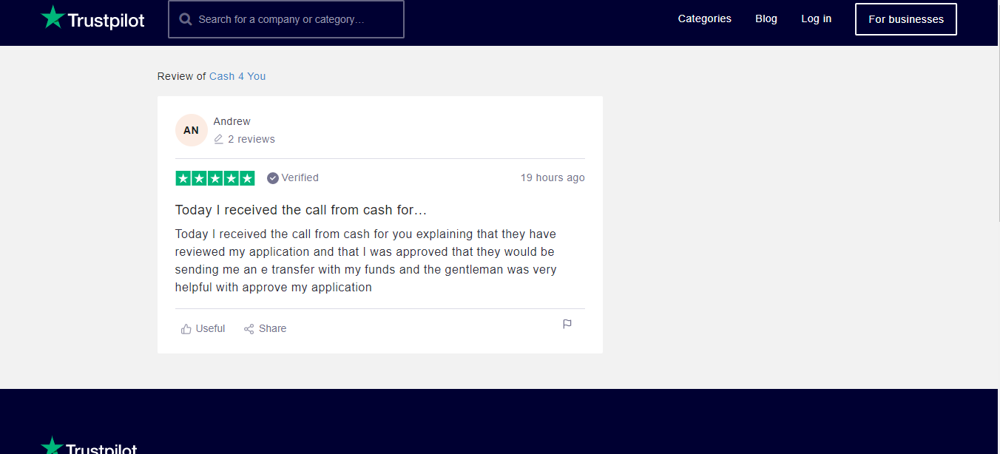 Trustpilot
Search for a company or category…
Categories
Blog
Log in
For businesses
Review of Cash 4 You
AN
Andrew
2 reviews
Verified
19 hours ago
Today I received the call from cash for…
Today I received the call from cash for you explaining that they have
reviewed my application and that I was approved that they would be
sending me an e transfer with my funds and the gentleman was very
helpful with approve my application
Useful
Share
Trustpilot